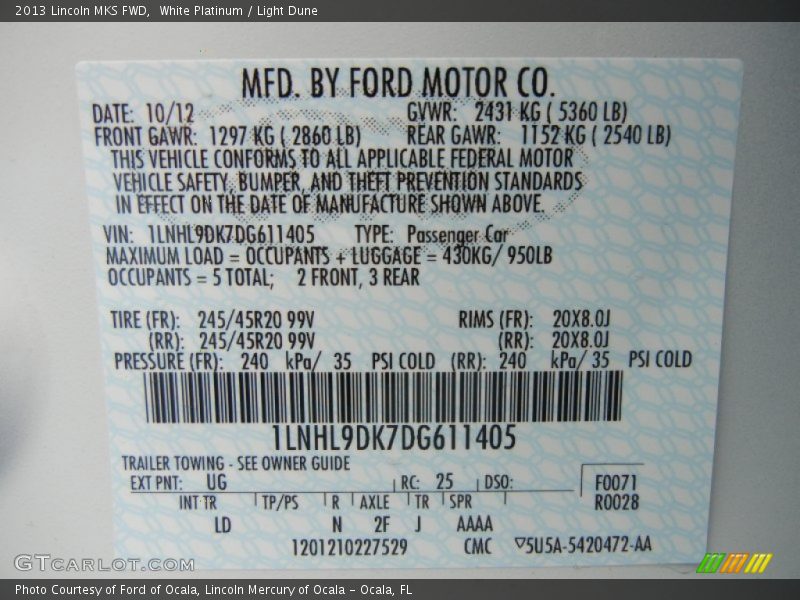 2013 Lincoln MKS FWD,  White Platinum / Light Dune
MFD. BY FORD MOTOR CO.
DATE: 10/12 GVWR: 2431 KG ( 5360 LB)
FRONT GAWR: 1297 KG ( 2860 LB) REAR GAWR: 1152 KG ( 2540 LB)
THIS VEHICLE CONFORMS TO ALL APPLICABLE FEDERAL MOTOR
VEHICLE SAFETY, BUMPER, AND THEFT PREVENTION STANDARDS
IN EFFECT ON THE DATE OF MANUFACTURE SHOWN ABOVE.
VIN: 1LNHL9DK7DG611405 TYPE: Passenger Car
MAXIMUM LOAD = OCCUPANTS + LUGGAGE = 430KG/ 950LB
OCCUPANTS = 5 TOTAL; 2 FRONT, 3 REAR
TIRE (FR): 245/45R20 99V RIMS (FR): 20X8.0J
(RR): 245/45R20 99V (RR): 20X8.0J
PRESSURE (FR): 240 kPa/ 35 PSI COLD (RR): 240 kPa/ 35 PSI COLD
1LNHL9DK7DG611405
TRAILER TOWING - SEE OWNER GUIDE
EXT PNT: UG RC: 25 DSO: F0071
INT TR TP/PS R AXLE TR SPR R0028
LD N 2F J AAAA
1201210227529 CMC ▽5U5A-5420472-AA
GTCARLOT.COM
Photo Courtesy of Ford of Ocala, Lincoln Mercury of Ocala - Ocala, FL